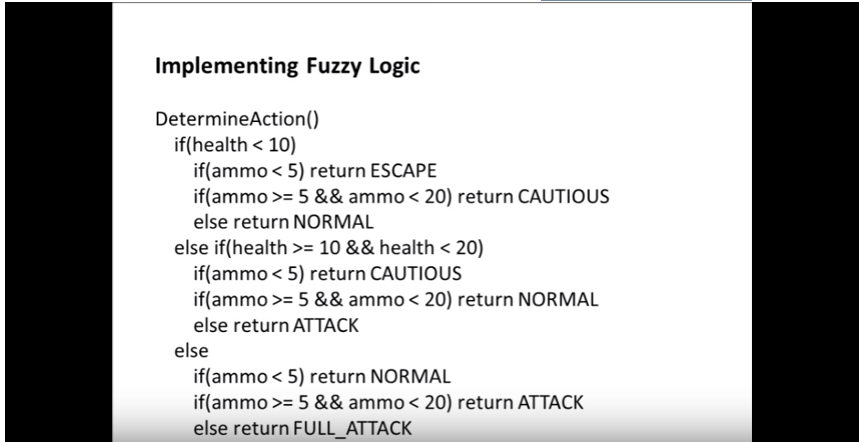 Implementing Fuzzy Logic
DetermineAction()
if(health < 10)
if(ammo < 5) return ESCAPE
if(ammo >= 5 && ammo < 20) return CAUTIOUS
else return NORMAL
else if(health >= 10 && health < 20)
if(ammo < 5) return CAUTIOUS
if(ammo >= 5 && ammo < 20) return NORMAL
else return ATTACK
else
if(ammo < 5) return NORMAL
if(ammo >= 5 && ammo < 20) return ATTACK
else return FULL_ATTACK